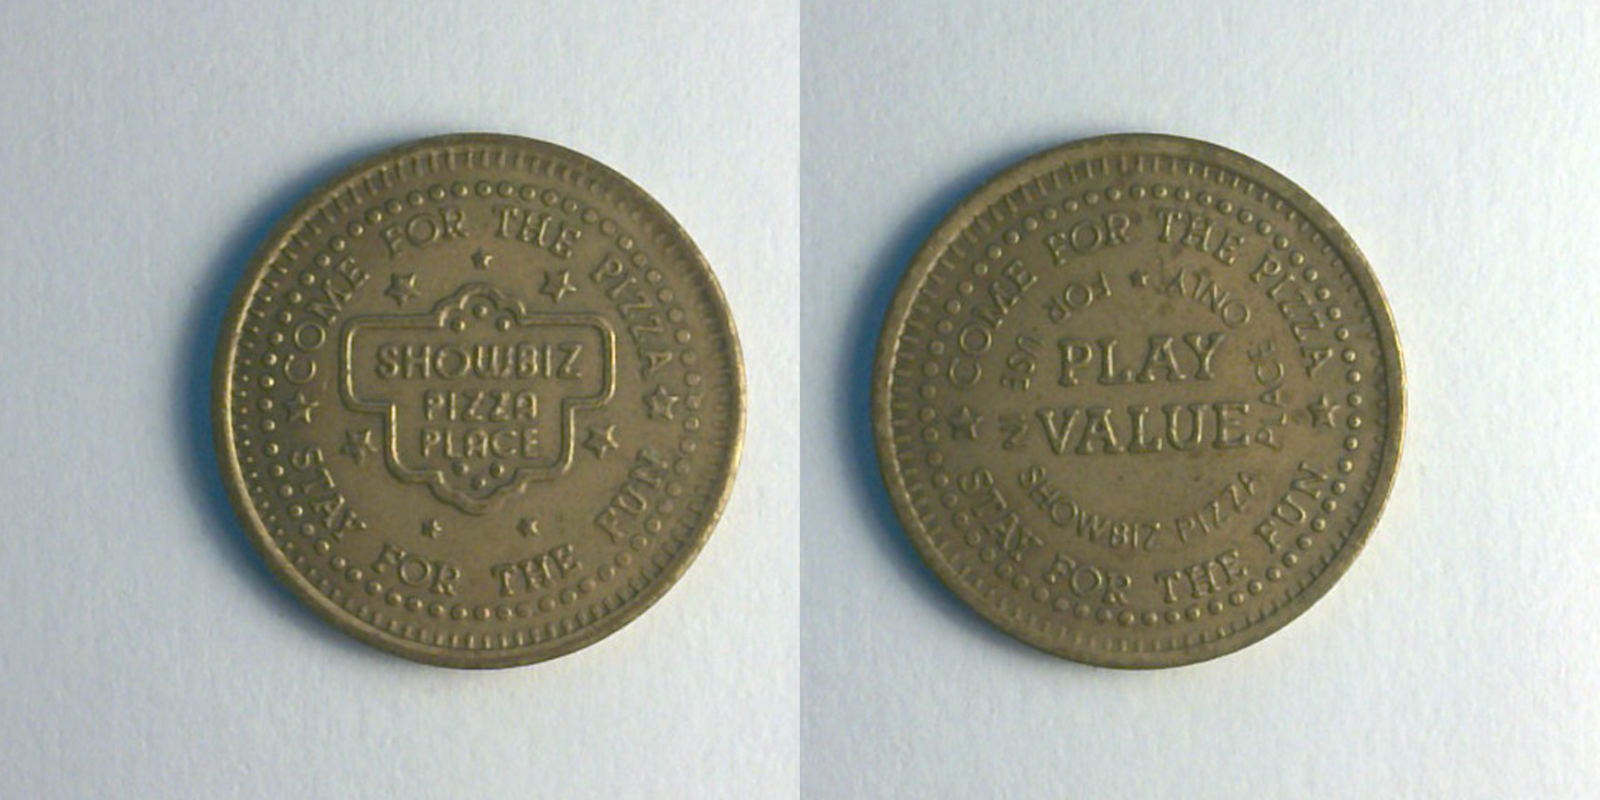 COME FOR THE PIZZA
SHOWBIZ
PIZZA
PLACE
STAY FOR THE FUN
COME FOR THE PIZZA
PLAY
VALUE
ONLY FOR USE IN SHOWBIZ PIZZA PLACE
STAY FOR THE FUN